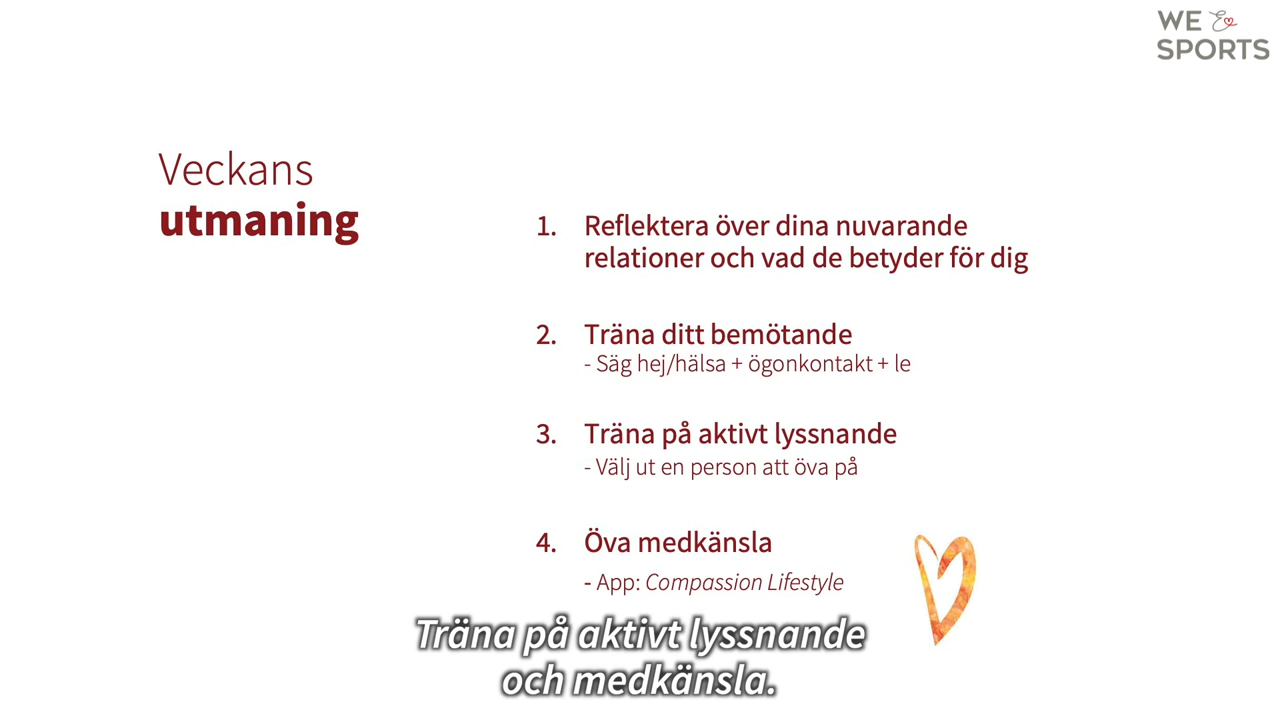 WE
SPORTS
Veckans
utmaning
1. Reflektera över dina nuvarande
relationer och vad de betyder för dig
2. Träna ditt bemötande
- Säg hej/hälsa + ögonkontakt + le
3. Träna på aktivt lyssnande
- Välj ut en person att öva på
4. Öva medkänsla
- App: Compassion Lifestyle
Träna på aktivt lyssnande
och medkänsla.